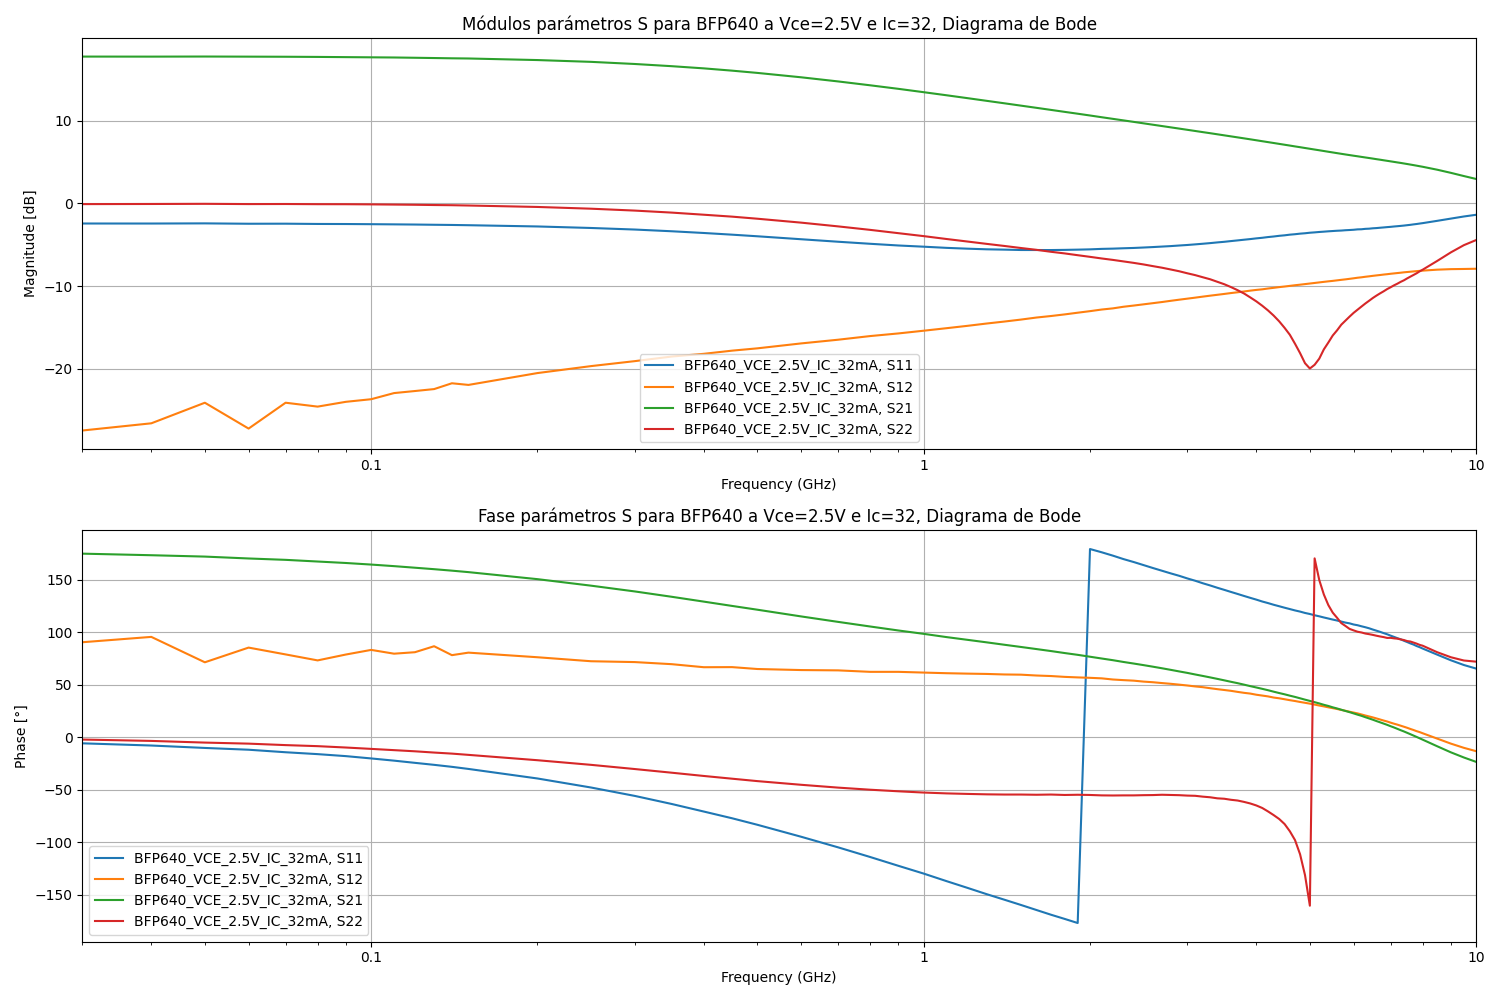 Módulos parámetros S para BFP640 a Vce=2.5V e Ic=32, Diagrama de Bode
Magnitude [dB]
10
0
−10
−20
BFP640_VCE_2.5V_IC_32mA, S11
BFP640_VCE_2.5V_IC_32mA, S12
BFP640_VCE_2.5V_IC_32mA, S21
BFP640_VCE_2.5V_IC_32mA, S22
0.1 1 10
Frequency (GHz)
Fase parámetros S para BFP640 a Vce=2.5V e Ic=32, Diagrama de Bode
Phase [°]
150
100
50
0
−50
−100
−150
BFP640_VCE_2.5V_IC_32mA, S11
BFP640_VCE_2.5V_IC_32mA, S12
BFP640_VCE_2.5V_IC_32mA, S21
BFP640_VCE_2.5V_IC_32mA, S22
0.1 1 10
Frequency (GHz)